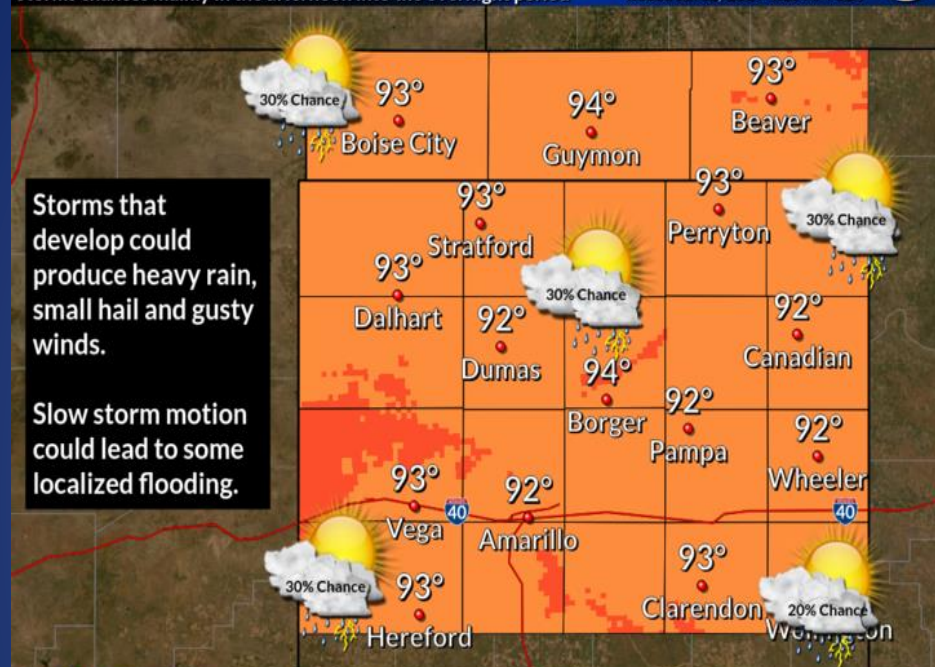 30% Chance
93°
Boise City
94°
Guymon
93°
Beaver
Storms that
develop could
produce heavy rain,
small hail and gusty
winds.
Slow storm motion
could lead to some
localized flooding.
93°
Stratford
93°
Perryton
30% Chance
93°
Dalhart
30% Chance
92°
Dumas
92°
Canadian
94°
Borger
92°
Pampa
92°
Wheeler
93°
Vega
40
92°
Amarillo
40
30% Chance
93°
Hereford
93°
Clarendon
20% Chance